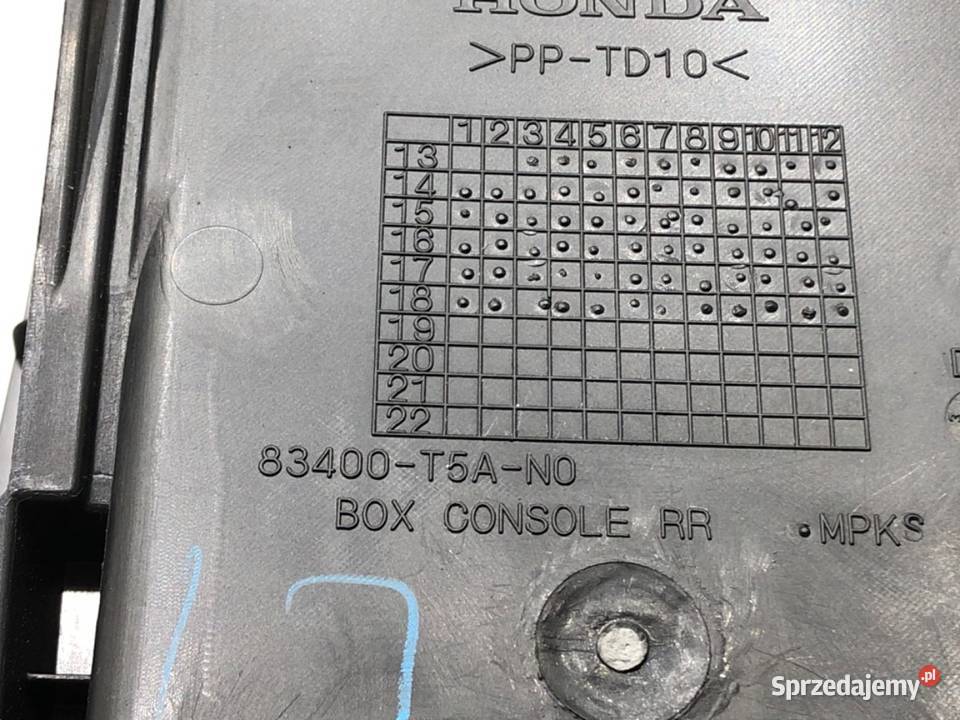 HONDA
>PP-TD10<
1 2 3 4 5 6 7 8 9 10 11 12
13
14
15
16
17
18
19
20
21
22
83400-T5A-N0
BOX CONSOLE RR
MPKS
Sprzedajemy.pl